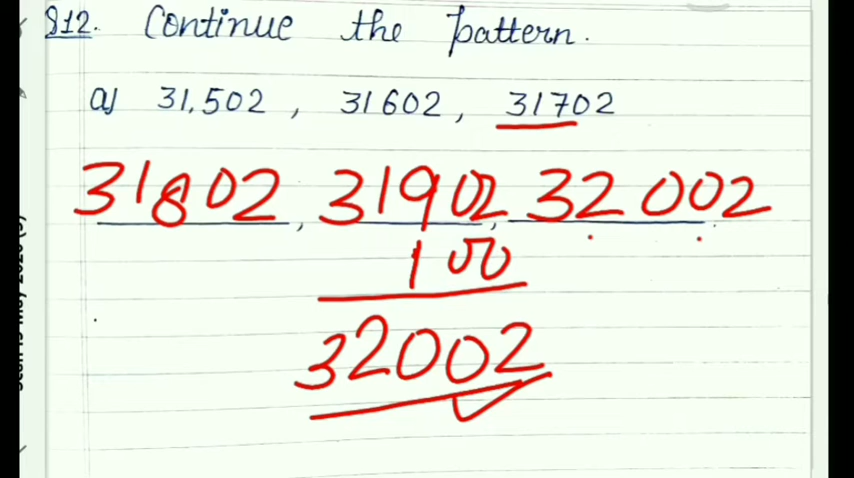 Q12. Continue the pattern.
a) 31,502, 31602, 31702
31802, 31902, 32002
100
32002